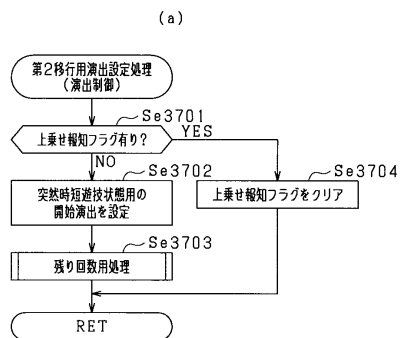 (a)
第2移行用演出設定処理
(演出制御)
Se3701
上乗せ報知フラグ有り?
YES
NO
Se3702
突然時短遊技状態用の
開始演出を設定
Se3704
上乗せ報知フラグをクリア
Se3703
残り回数用処理
RET